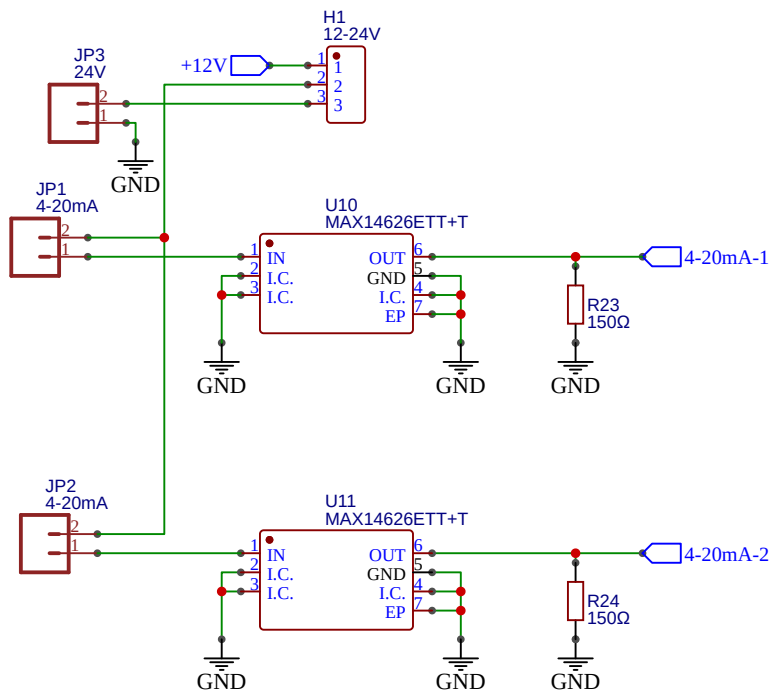 H1
12-24V
+12V
1
1
2
2
3
3
JP3
24V
2
1
GND
JP1
4-20mA
2
1
U10
MAX14626ETT+T
1
IN
2
I.C.
3
I.C.
OUT
6
GND
5
I.C.
4
EP
7
4-20mA-1
R23
150Ω
GND
GND
GND
JP2
4-20mA
2
1
U11
MAX14626ETT+T
1
IN
2
I.C.
3
I.C.
OUT
6
GND
5
I.C.
4
EP
7
4-20mA-2
R24
150Ω
GND
GND
GND